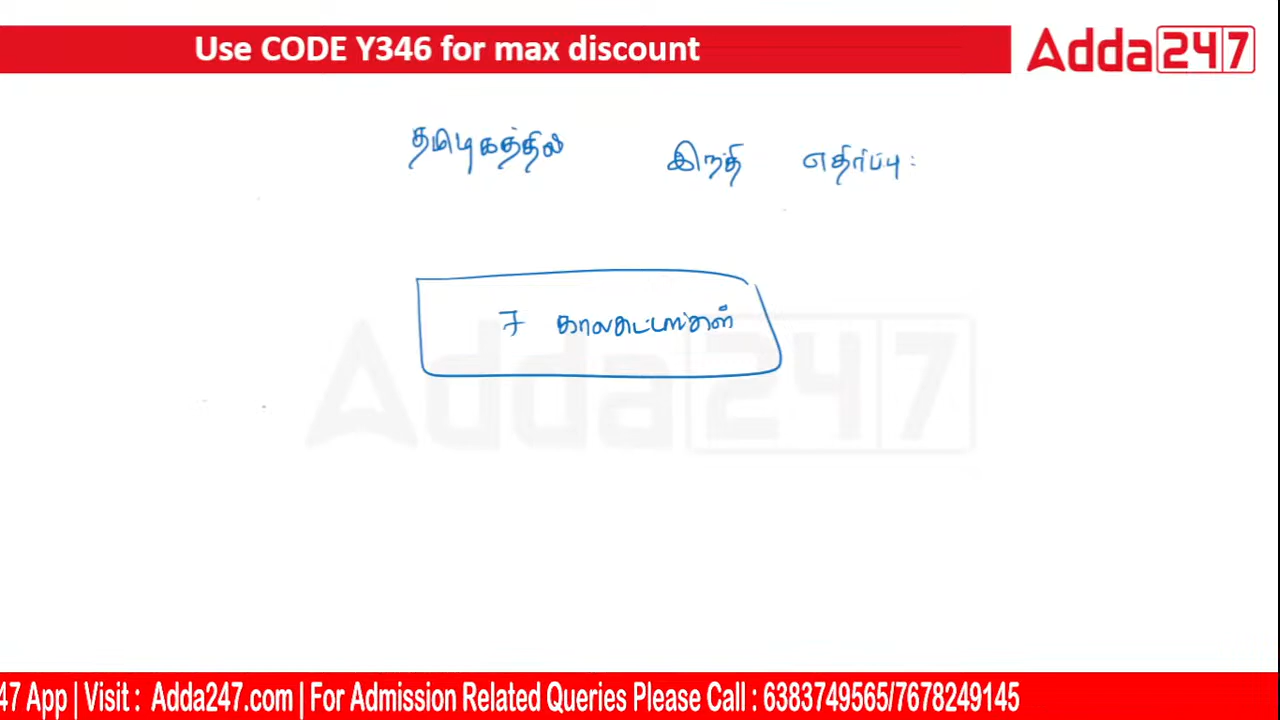 Use CODE Y346 for max discount
Adda247
தமிழகத்தில் இந்தி எதிர்ப்பு :
7 காலகட்டங்கள்
Adda247
47 App | Visit : Adda247.com | For Admission Related Queries Please Call : 6383749565/7678249145